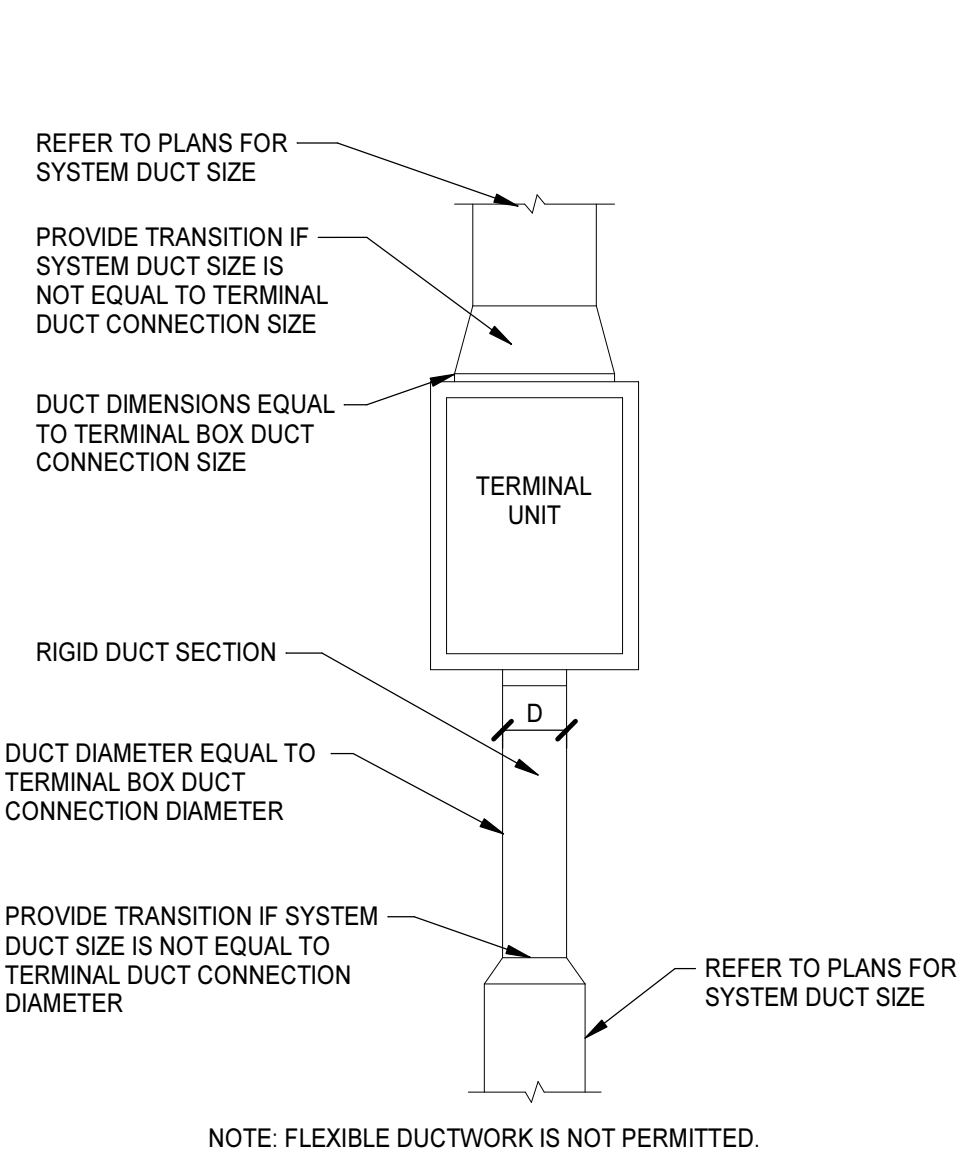 REFER TO PLANS FOR
SYSTEM DUCT SIZE
PROVIDE TRANSITION IF
SYSTEM DUCT SIZE IS
NOT EQUAL TO TERMINAL
DUCT CONNECTION SIZE
DUCT DIMENSIONS EQUAL
TO TERMINAL BOX DUCT
CONNECTION SIZE
TERMINAL
UNIT
RIGID DUCT SECTION
D
DUCT DIAMETER EQUAL TO
TERMINAL BOX DUCT
CONNECTION DIAMETER
PROVIDE TRANSITION IF SYSTEM
DUCT SIZE IS NOT EQUAL TO
TERMINAL DUCT CONNECTION
DIAMETER
REFER TO PLANS FOR
SYSTEM DUCT SIZE
NOTE: FLEXIBLE DUCTWORK IS NOT PERMITTED.